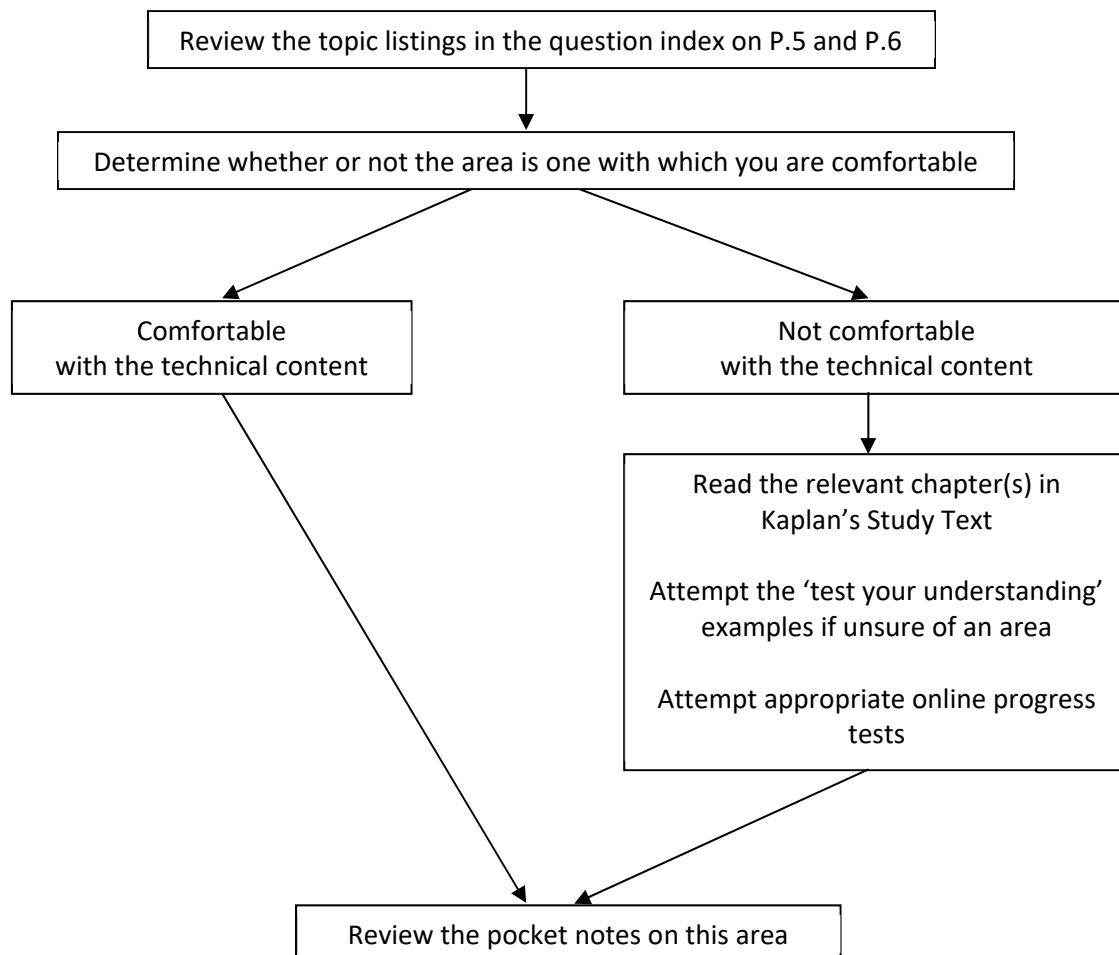 Review the topic listings in the question index on P.5 and P.6
Determine whether or not the area is one with which you are comfortable
Comfortable
with the technical content
Not comfortable
with the technical content
Read the relevant chapter(s) in
Kaplan’s Study Text
Attempt the ‘test your understanding’
examples if unsure of an area
Attempt appropriate online progress
tests
Review the pocket notes on this area